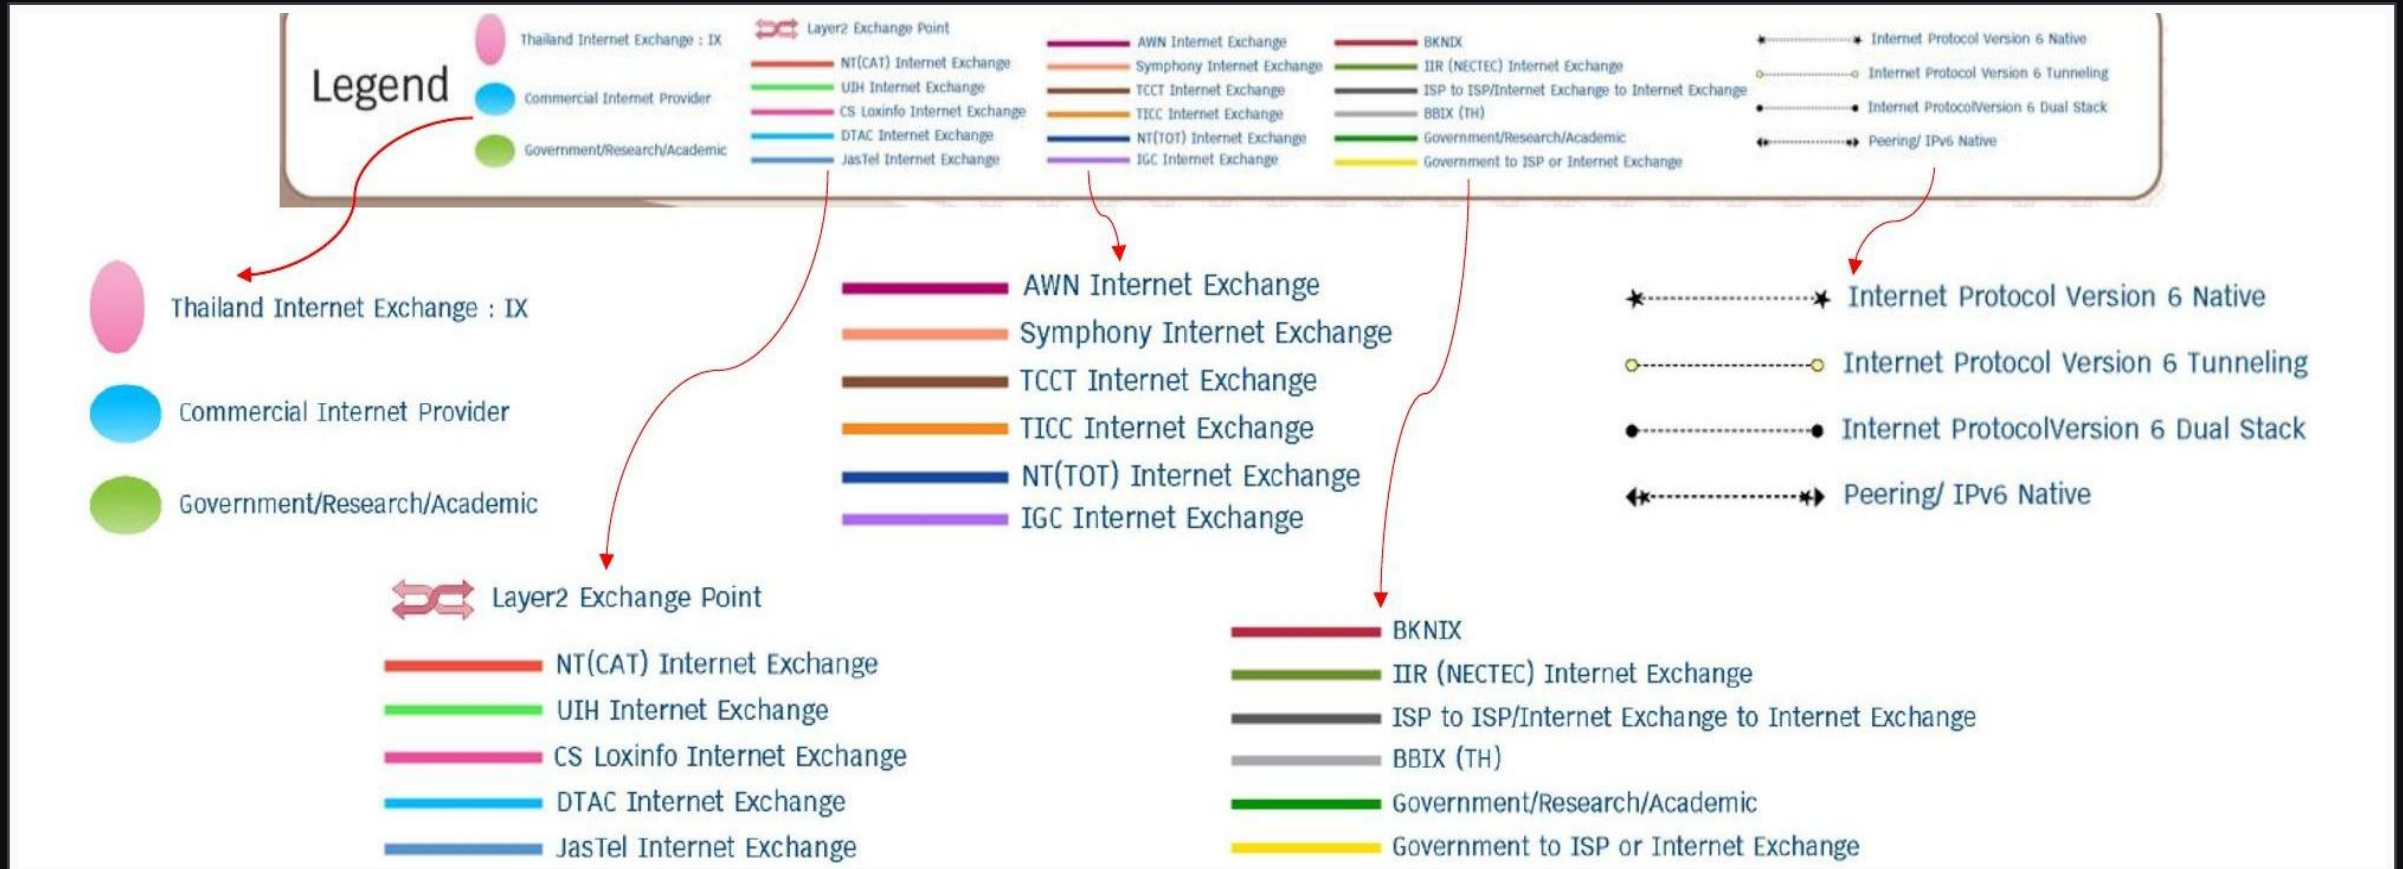 Legend
Thailand Internet Exchange : IX
Commercial Internet Provider
Government/Research/Academic
Layer2 Exchange Point
NT(CAT) Internet Exchange
UIH Internet Exchange
CS Loxinfo Internet Exchange
DTAC Internet Exchange
JasTel Internet Exchange
AWN Internet Exchange
Symphony Internet Exchange
TCCT Internet Exchange
TICC Internet Exchange
NT(TOT) Internet Exchange
IGC Internet Exchange
BKNIX
IIR (NECTEC) Internet Exchange
ISP to ISP/Internet Exchange to Internet Exchange
BBIX (TH)
Government/Research/Academic
Government to ISP or Internet Exchange
Internet Protocol Version 6 Native
Internet Protocol Version 6 Tunneling
Internet ProtocolVersion 6 Dual Stack
Peering/ IPv6 Native
Thailand Internet Exchange : IX
Commercial Internet Provider
Government/Research/Academic
AWN Internet Exchange
Symphony Internet Exchange
TCCT Internet Exchange
TICC Internet Exchange
NT(TOT) Internet Exchange
IGC Internet Exchange
Internet Protocol Version 6 Native
Internet Protocol Version 6 Tunneling
Internet ProtocolVersion 6 Dual Stack
Peering/ IPv6 Native
Layer2 Exchange Point
NT(CAT) Internet Exchange
UIH Internet Exchange
CS Loxinfo Internet Exchange
DTAC Internet Exchange
JasTel Internet Exchange
BKNIX
IIR (NECTEC) Internet Exchange
ISP to ISP/Internet Exchange to Internet Exchange
BBIX (TH)
Government/Research/Academic
Government to ISP or Internet Exchange